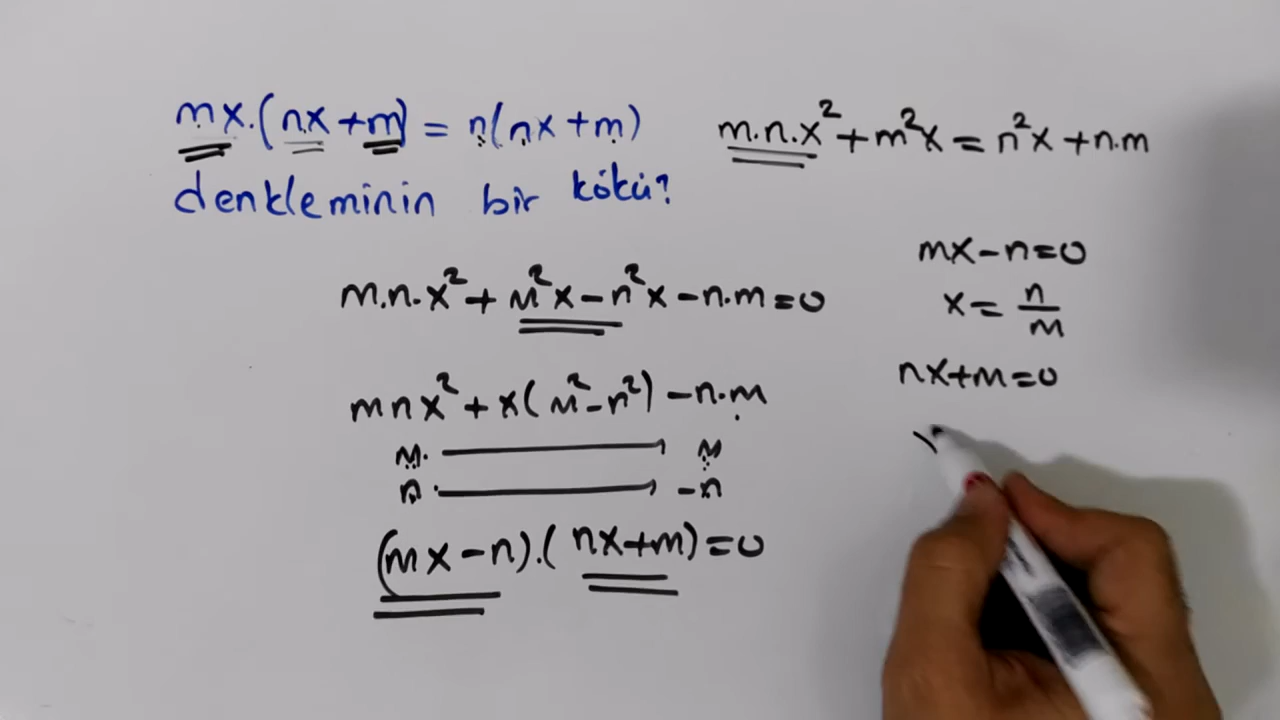 mx.(nx+m) = n(nx+m)
denkleminin bir kökü?
m.n.x²+m²x=n²x+n.m
m.n.x²+m²x-n²x-n.m=0
mnx²+x(m²-n²)-n.m
m. m
n. -n
(mx-n).(nx+m)=0
mx-n=0
x= n/m
nx+m=0